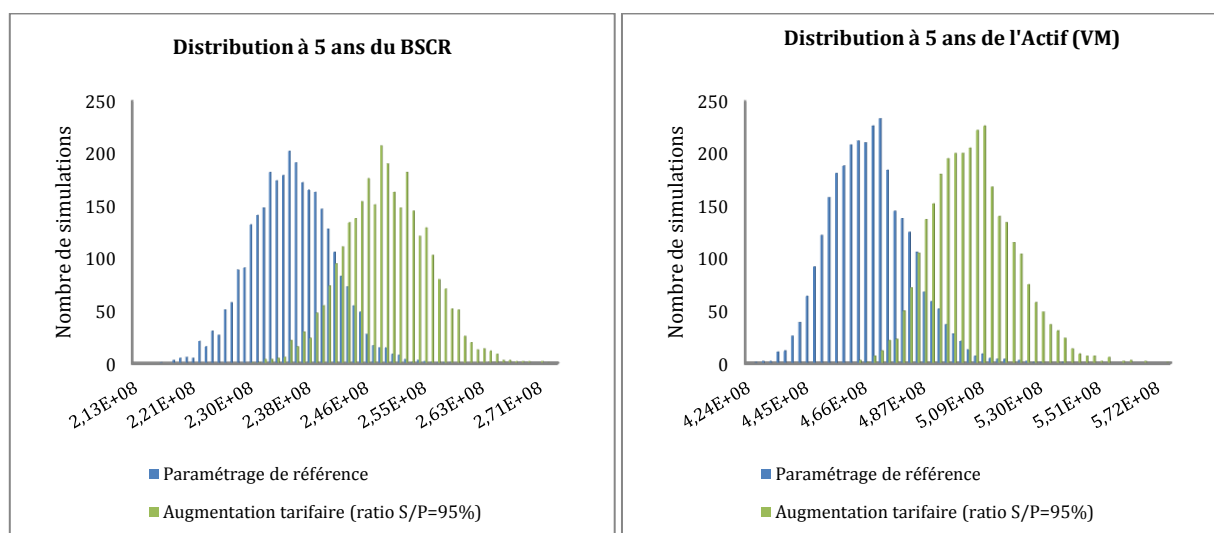 Distribution à 5 ans du BSCR
Nombre de simulations
250
200
150
100
50
0
2,13E+08
2,21E+08
2,30E+08
2,38E+08
2,46E+08
2,55E+08
2,63E+08
2,71E+08
Paramétrage de référence
Augmentation tarifaire (ratio S/P=95%)
Distribution à 5 ans de l'Actif (VM)
Nombre de simulations
250
200
150
100
50
0
4,24E+08
4,45E+08
4,66E+08
4,87E+08
5,09E+08
5,30E+08
5,51E+08
5,72E+08
Paramétrage de référence
Augmentation tarifaire (ratio S/P=95%)